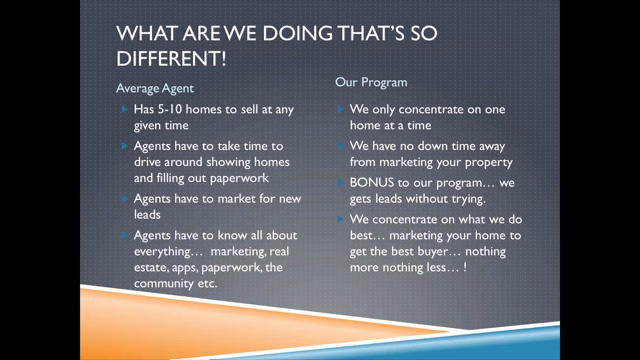 WHAT ARE WE DOING THAT'S SO
DIFFERENT!
Average Agent
Has 5-10 homes to sell at any
given time
Agents have to take time to
drive around showing homes
and filling out paperwork
Agents have to market for new
leads
Agents have to know all about
everything… marketing, real
estate, apps, paperwork, the
community etc.
Our Program
We only concentrate on one
home at a time
We have no down time away
from marketing your property
BONUS to our program… we
gets leads without trying.
We concentrate on what we do
best… marketing your home to
get the best buyer… nothing
more nothing less… !